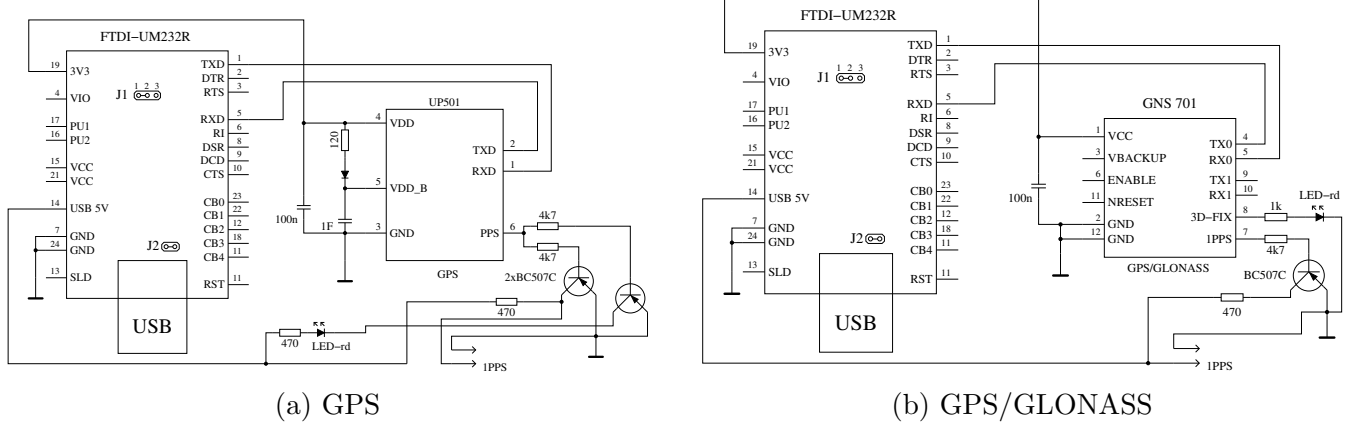 FTDI−UM232R
19 3V3
4 VIO
17 PU1
16 PU2
15 VCC
21 VCC
14 USB 5V
7 GND
24 GND
13 SLD
J1 1 2 3
J2
TXD 1
DTR 2
RTS 3
RXD 5
RI 6
DSR 8
DCD 9
CTS 10
CB0 23
CB1 22
CB2 12
CB3 18
CB4 11
RST 11
USB
100n
120
1F
UP501
4 VDD
5 VDD_B
3 GND
TXD 2
RXD 1
PPS 6
GPS
4k7
4k7
2xBC507C
470
470
LED−rd
1PPS
(a) GPS
FTDI−UM232R
19 3V3
4 VIO
17 PU1
16 PU2
15 VCC
21 VCC
14 USB 5V
7 GND
24 GND
13 SLD
J1 1 2 3
J2
TXD 1
DTR 2
RTS 3
RXD 5
RI 6
DSR 8
DCD 9
CTS 10
CB0 23
CB1 22
CB2 12
CB3 18
CB4 11
RST 11
USB
100n
GNS 701
1 VCC
3 VBACKUP
6 ENABLE
11 NRESET
2 GND
12 GND
TX0 4
RX0 5
TX1 9
RX1 10
3D−FIX 8
1PPS 7
GPS/GLONASS
1k
LED−rd
4k7
BC507C
470
1PPS
(b) GPS/GLONASS